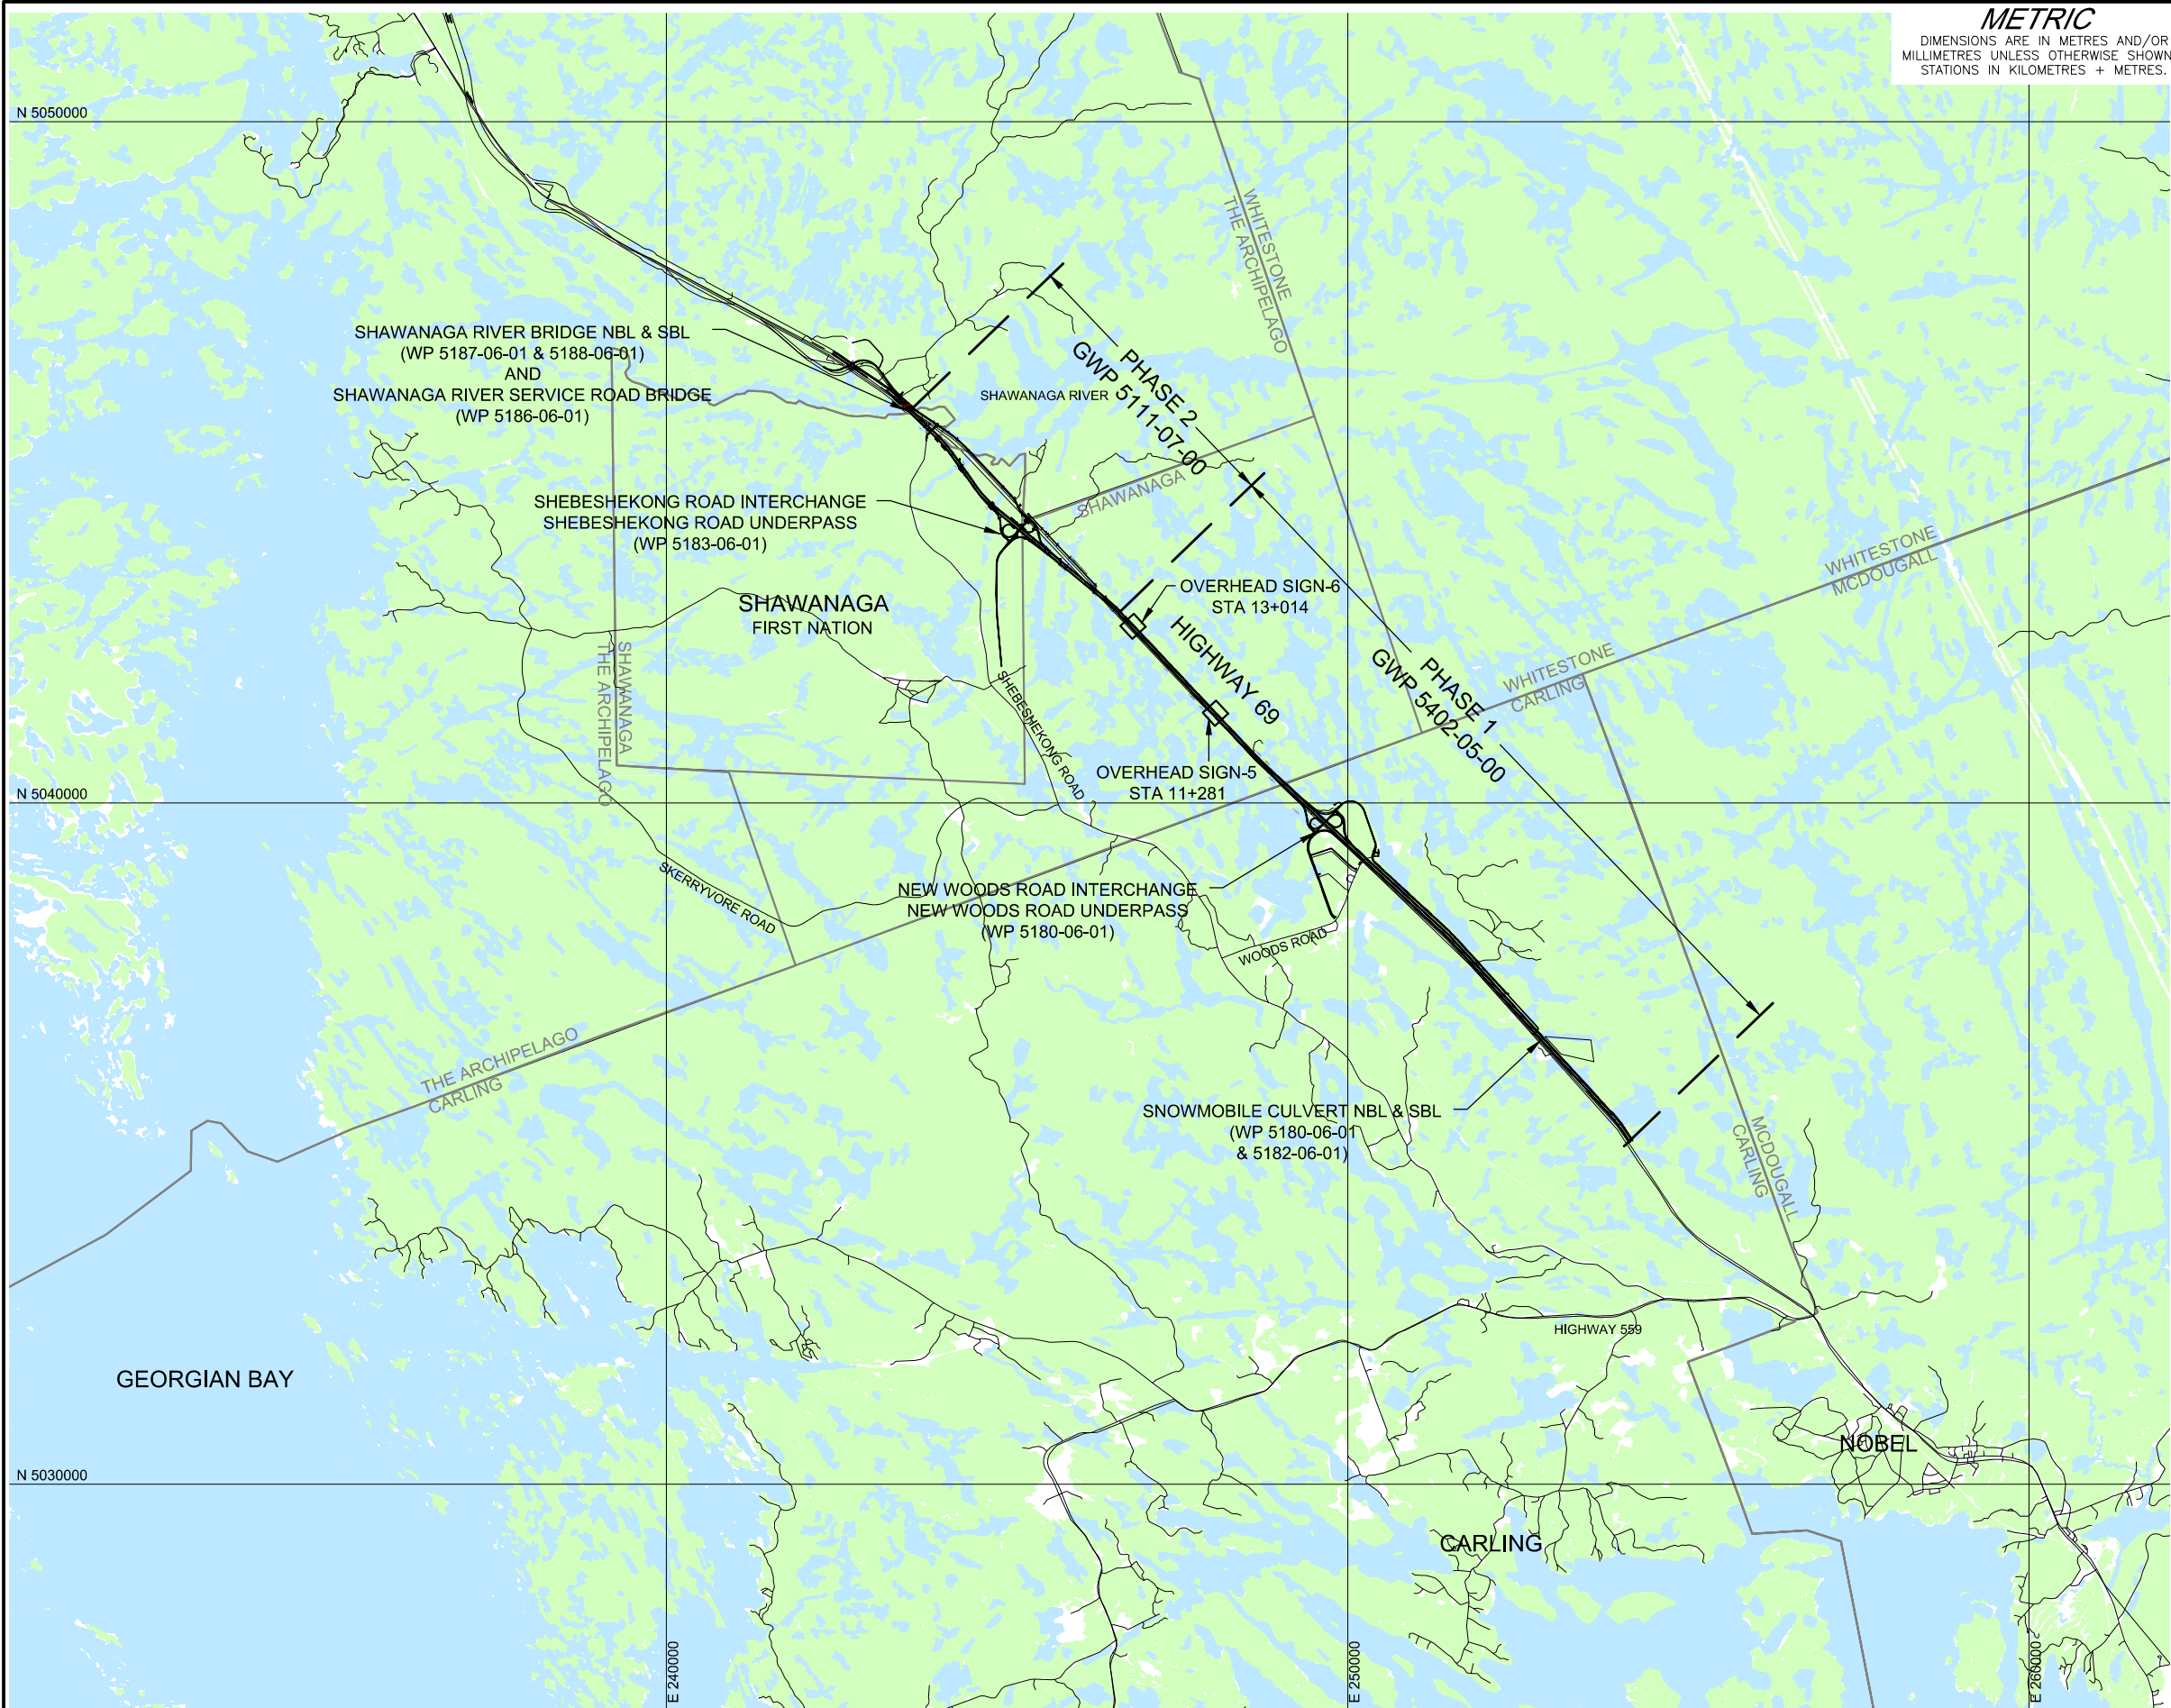 METRIC
DIMENSIONS ARE IN METRES AND/OR
MILLIMETRES UNLESS OTHERWISE SHOWN
STATIONS IN KILOMETRES + METRES.
N 5050000
WHITESTONE
THE ARCHIPELAGO
SHAWANAGA RIVER BRIDGE NBL & SBL
(WP 5187-06-01 & 5188-06-01)
AND
SHAWANAGA RIVER SERVICE ROAD BRIDGE
(WP 5186-06-01)
SHAWANAGA RIVER
PHASE 2
GWP 5111-07-00
SHAWANAGA
SHEBESHEKONG ROAD INTERCHANGE
SHEBESHEKONG ROAD UNDERPASS
(WP 5183-06-01)
WHITESTONE
MCDOUGALL
OVERHEAD SIGN-6
STA 13+014
SHAWANAGA
FIRST NATION
HIGHWAY 69
SHAWANAGA
THE ARCHIPELAGO
SHEBESHEKONG ROAD
WHITESTONE
CARLING
PHASE 1
GWP 5402-05-00
OVERHEAD SIGN-5
STA 11+281
N 5040000
SKERRYVORE ROAD
NEW WOODS ROAD INTERCHANGE
NEW WOODS ROAD UNDERPASS
(WP 5180-06-01)
WOODS ROAD
THE ARCHIPELAGO
CARLING
SNOWMOBILE CULVERT NBL & SBL
(WP 5180-06-01
& 5182-06-01)
MCDOUGALL
CARLING
HIGHWAY 559
GEORGIAN BAY
NOBEL
N 5030000
CARLING
E 240000
E 250000
E 260000